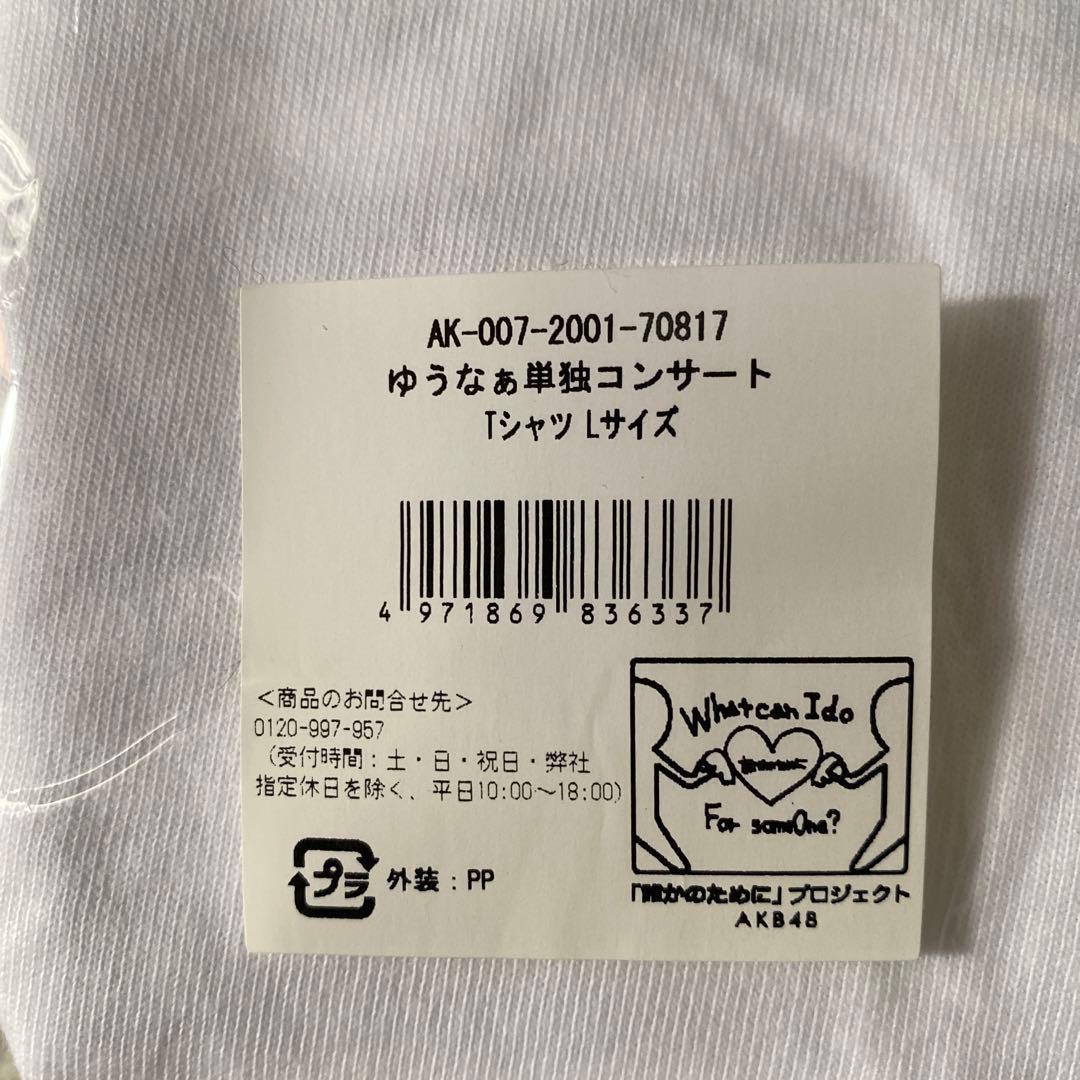 AK-007-2001-70817
ゆうなぁ単独コンサート
Tシャツ Lサイズ
4 971869 836337
＜商品のお問合せ先＞
0120-997-957
（受付時間：土・日・祝日・弊社
指定休日を除く、平日10:00～18:00）
プラ 外装：PP
What can I do
For someOne?
「誰かのために」プロジェクト
AKB48